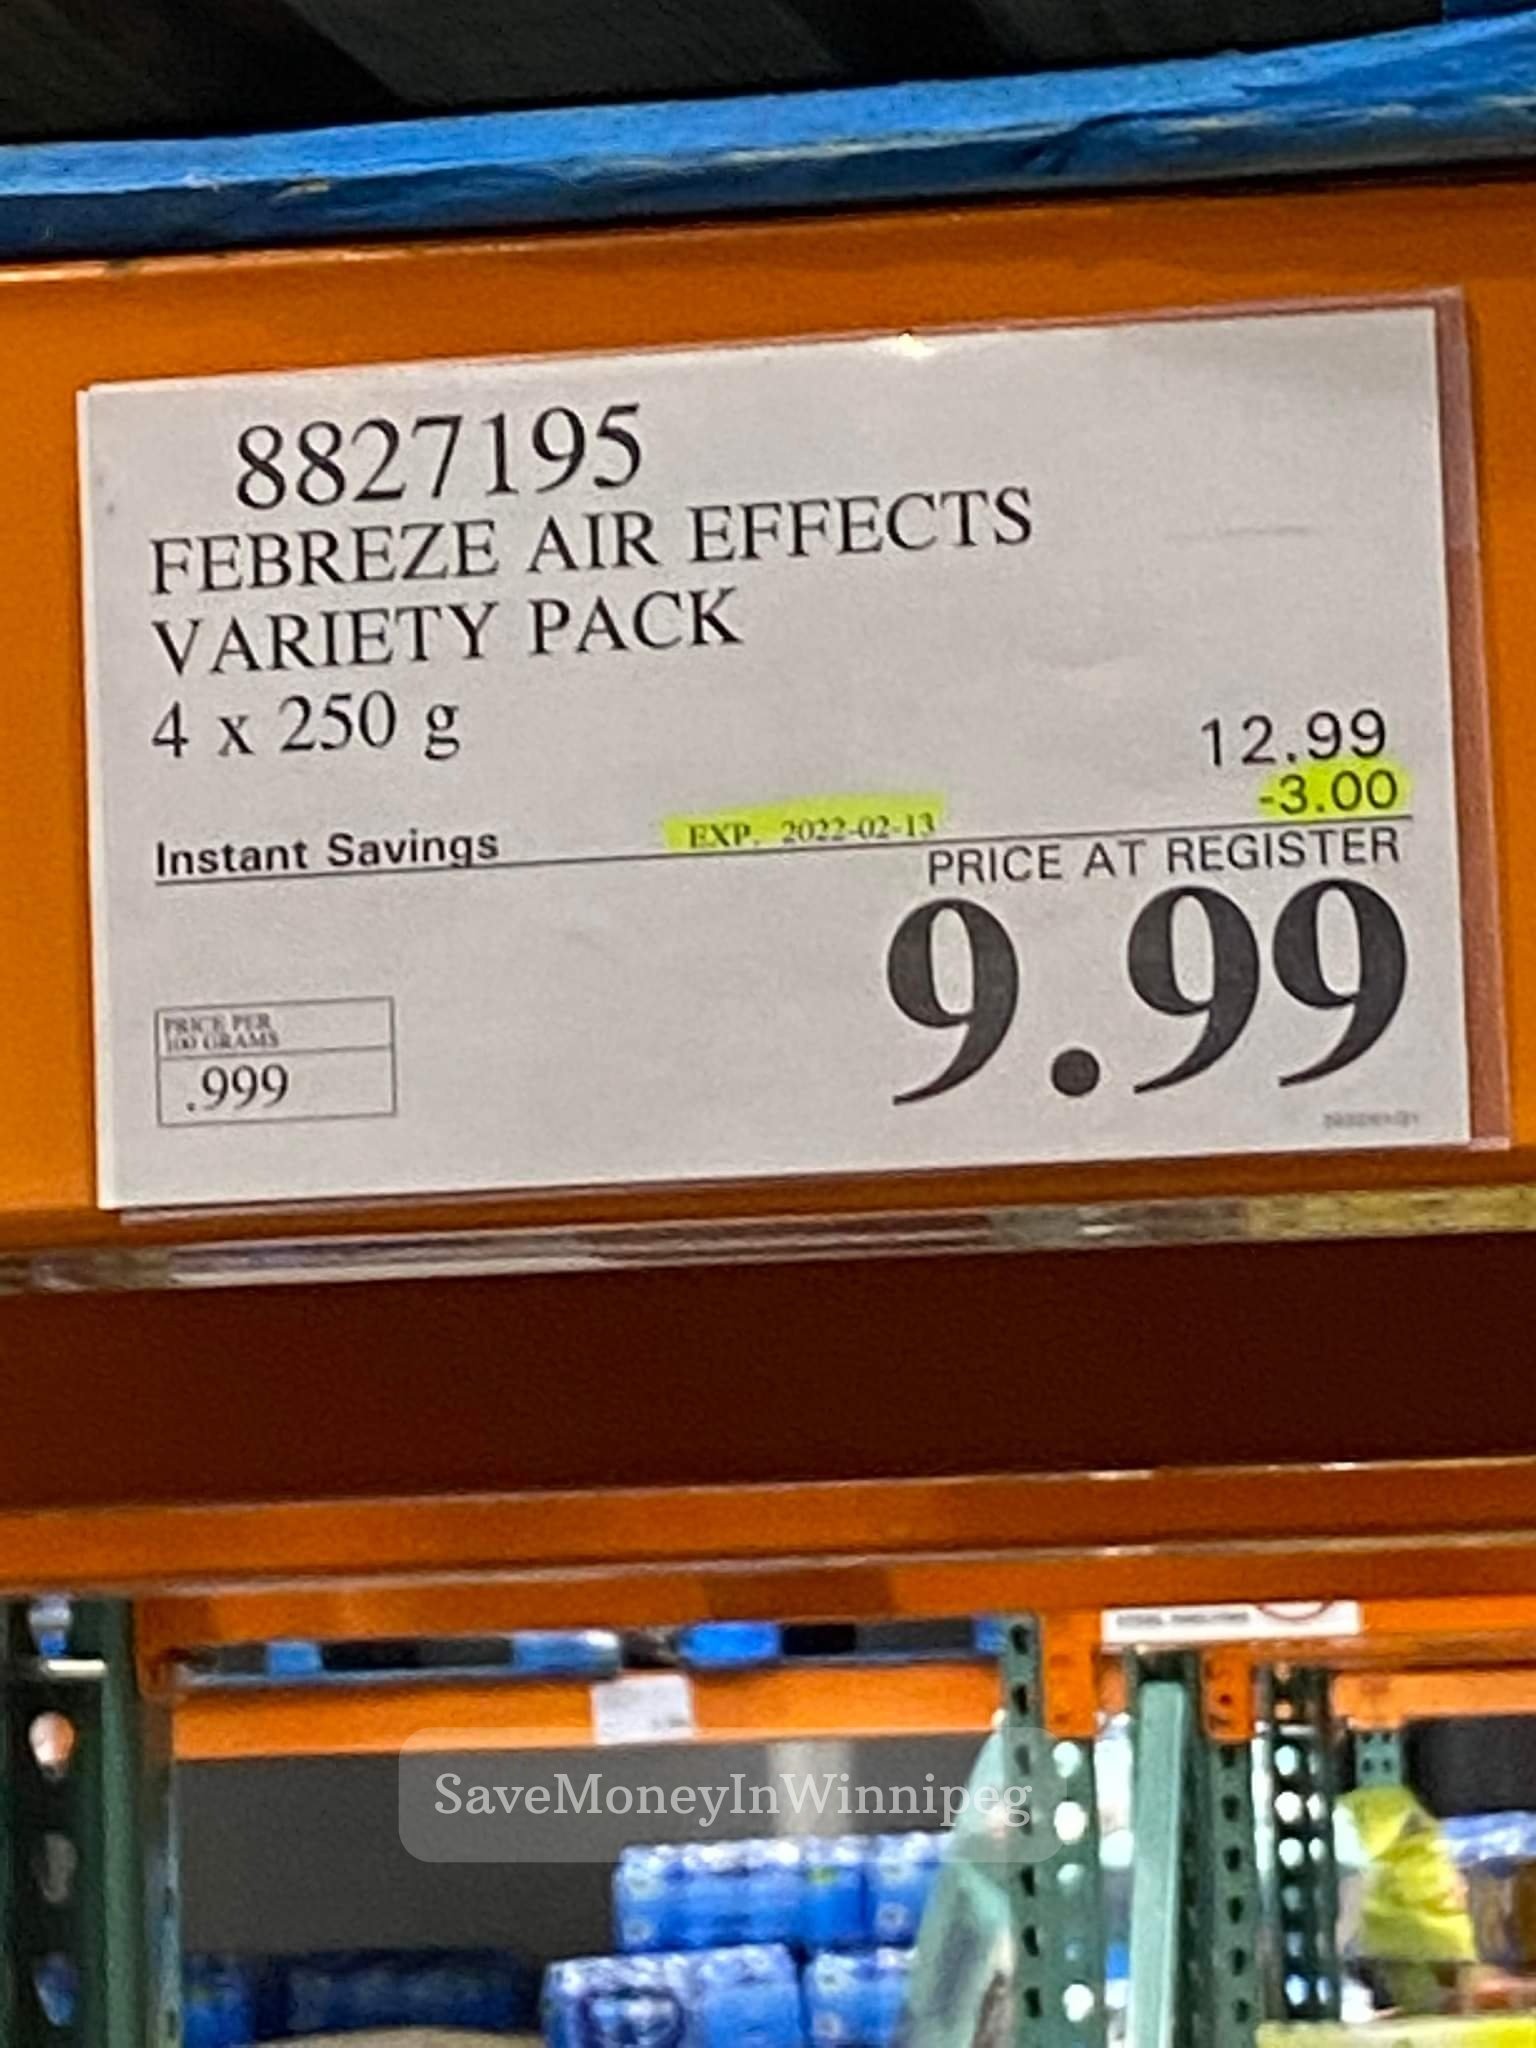 8827195
FEBREZE AIR EFFECTS
VARIETY PACK
4 x 250 g
12.99
-3.00
Instant Savings EXP. 2022-02-13
PRICE AT REGISTER
9.99
PRICE PER
100 GRAMS
.999
SaveMoneyInWinnipeg